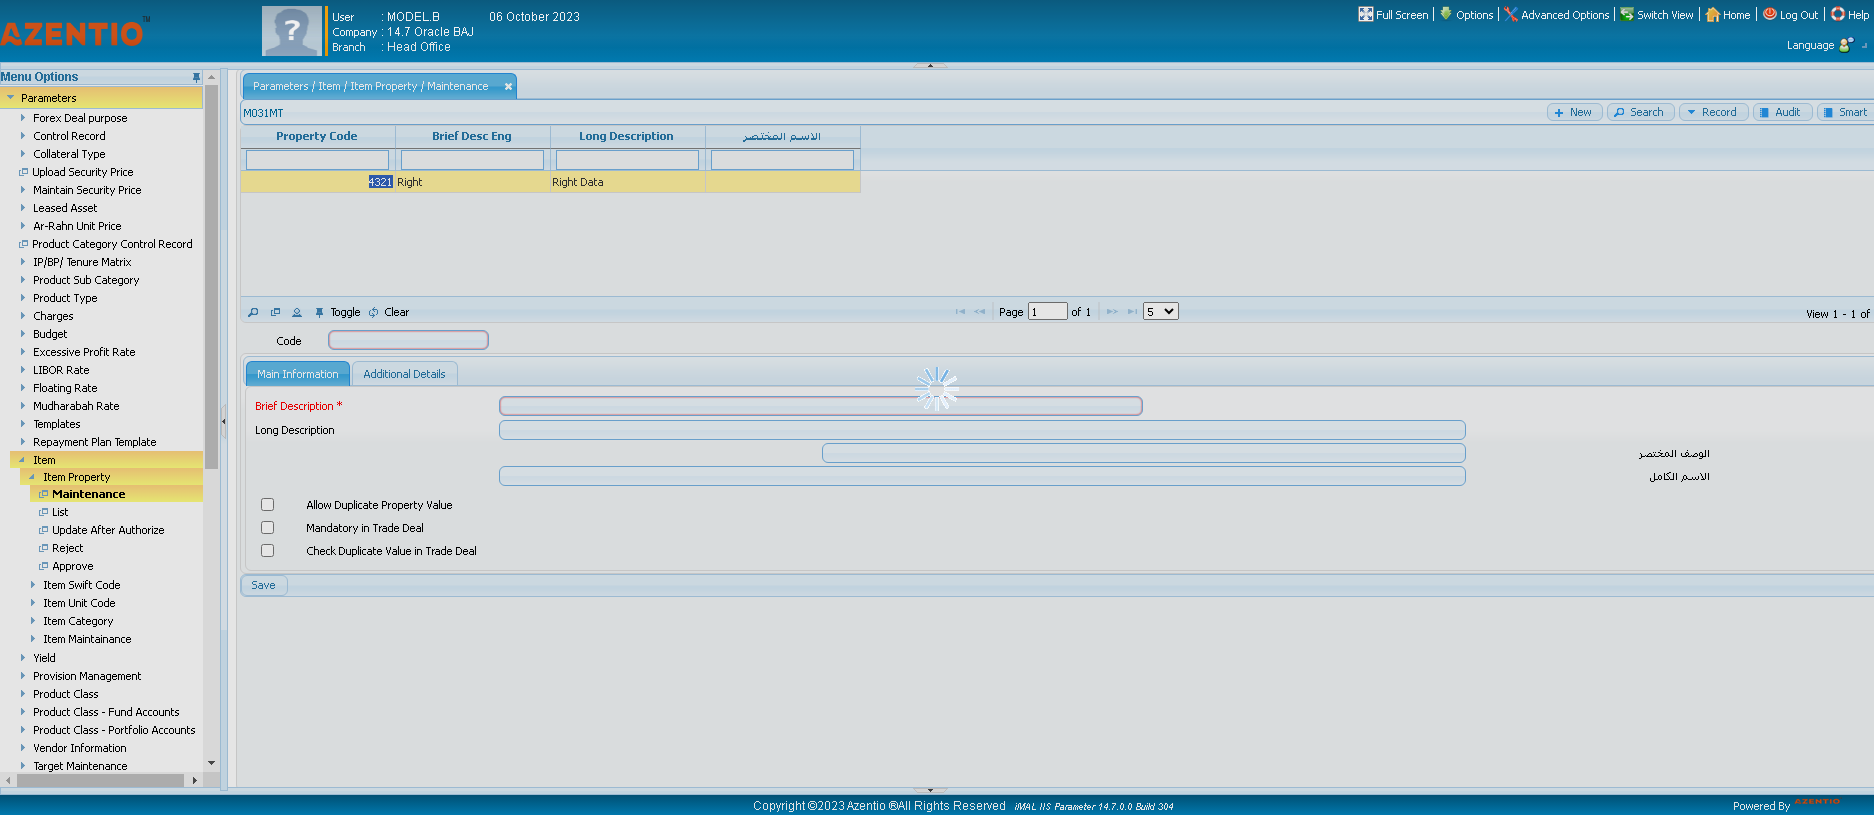 AZENTIO™
User : MODEL.B 06 October 2023
Company : 14.7 Oracle BAJ
Branch : Head Office
Full Screen Options Advanced Options Switch View Home Log Out Help
Language
Menu Options
Parameters
Forex Deal purpose
Control Record
Collateral Type
Upload Security Price
Maintain Security Price
Leased Asset
Ar-Rahn Unit Price
Product Category Control Record
IP/BP/ Tenure Matrix
Product Sub Category
Product Type
Charges
Budget
Excessive Profit Rate
LIBOR Rate
Floating Rate
Mudharabah Rate
Templates
Repayment Plan Template
Item
Item Property
Maintenance
List
Update After Authorize
Reject
Approve
Item Swift Code
Item Unit Code
Item Category
Item Maintainance
Yield
Provision Management
Product Class
Product Class - Fund Accounts
Product Class - Portfolio Accounts
Vendor Information
Target Maintenance
Parameters / Item / Item Property / Maintenance
M031MT
New Search Record Audit Smart
Property Code Brief Desc Eng Long Description الاسم المختصر
4321 Right Right Data
Toggle Clear
Page 1 of 1 5
View 1 - 1 of
Code
Main Information Additional Details
Brief Description *
Long Description
الوصف المختصر
الاسم الكامل
Allow Duplicate Property Value
Mandatory in Trade Deal
Check Duplicate Value in Trade Deal
Save
Copyright ©2023 Azentio ®All Rights Reserved iMAL IIS Parameter 14.7.0.0 Build 304
Powered By AZENTIO